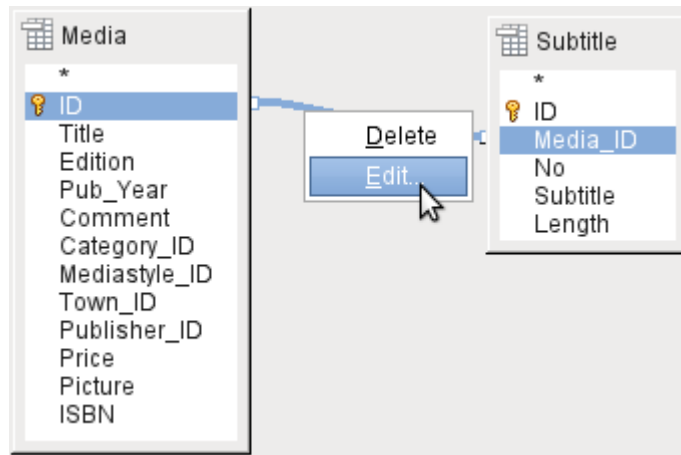 Media
*
ID
Title
Edition
Pub_Year
Comment
Category_ID
Mediastyle_ID
Town_ID
Publisher_ID
Price
Picture
ISBN
Delete
Edit...
Subtitle
*
ID
Media_ID
No
Subtitle
Length